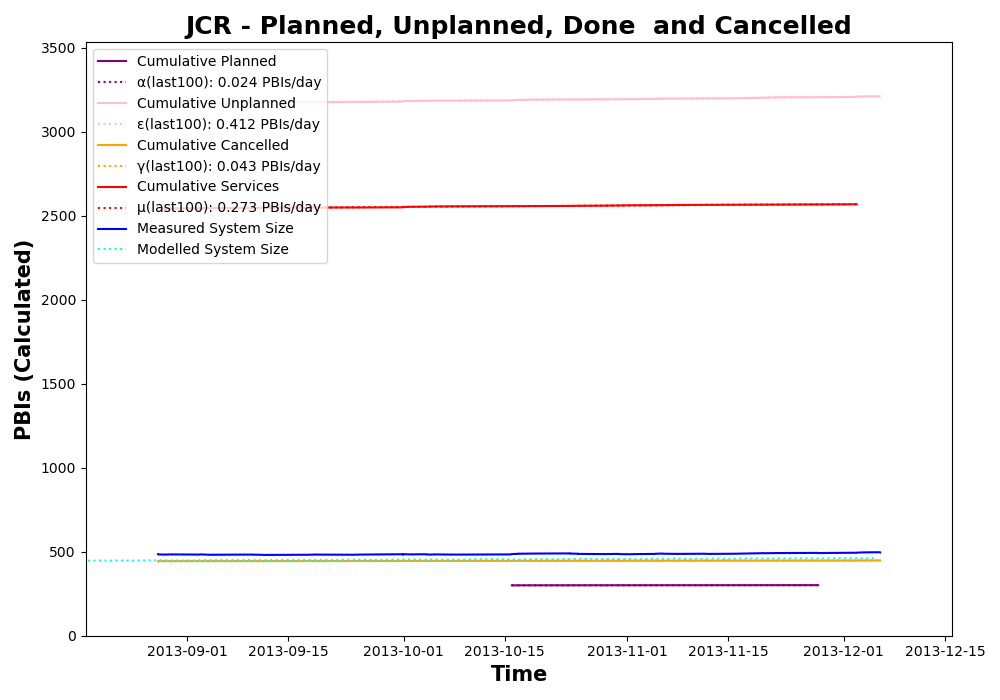 JCR - Planned, Unplanned, Done  and Cancelled
3500
3000
2500
2000
1500
1000
500
0
PBIs (Calculated)
Cumulative Planned
α(last100): 0.024 PBIs/day
Cumulative Unplanned
ε(last100): 0.412 PBIs/day
Cumulative Cancelled
γ(last100): 0.043 PBIs/day
Cumulative Services
μ(last100): 0.273 PBIs/day
Measured System Size
Modelled System Size
2013-09-01 2013-09-15 2013-10-01 2013-10-15 2013-11-01 2013-11-15 2013-12-01 2013-12-15
Time